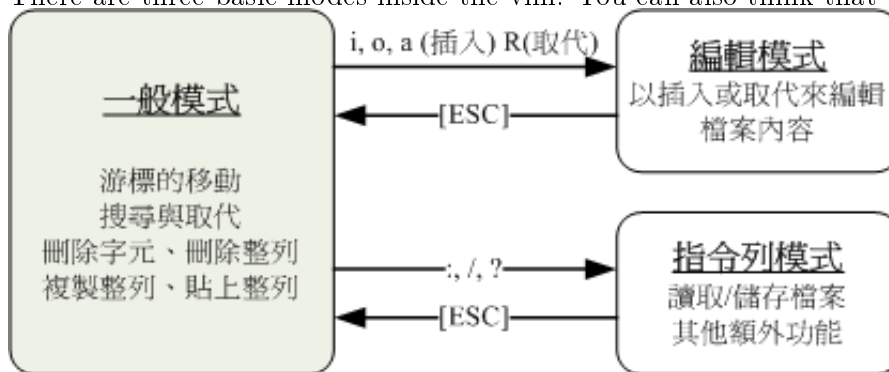 There are three basic modes inside the vim. You can also think that
一般模式
游標的移動
搜尋與取代
刪除字元、刪除整列
複製整列、貼上整列
i, o, a (插入) R(取代)
[ESC]
編輯模式
以插入或取代來編輯
檔案內容
:, /, ?
[ESC]
指令列模式
讀取/儲存檔案
其他額外功能